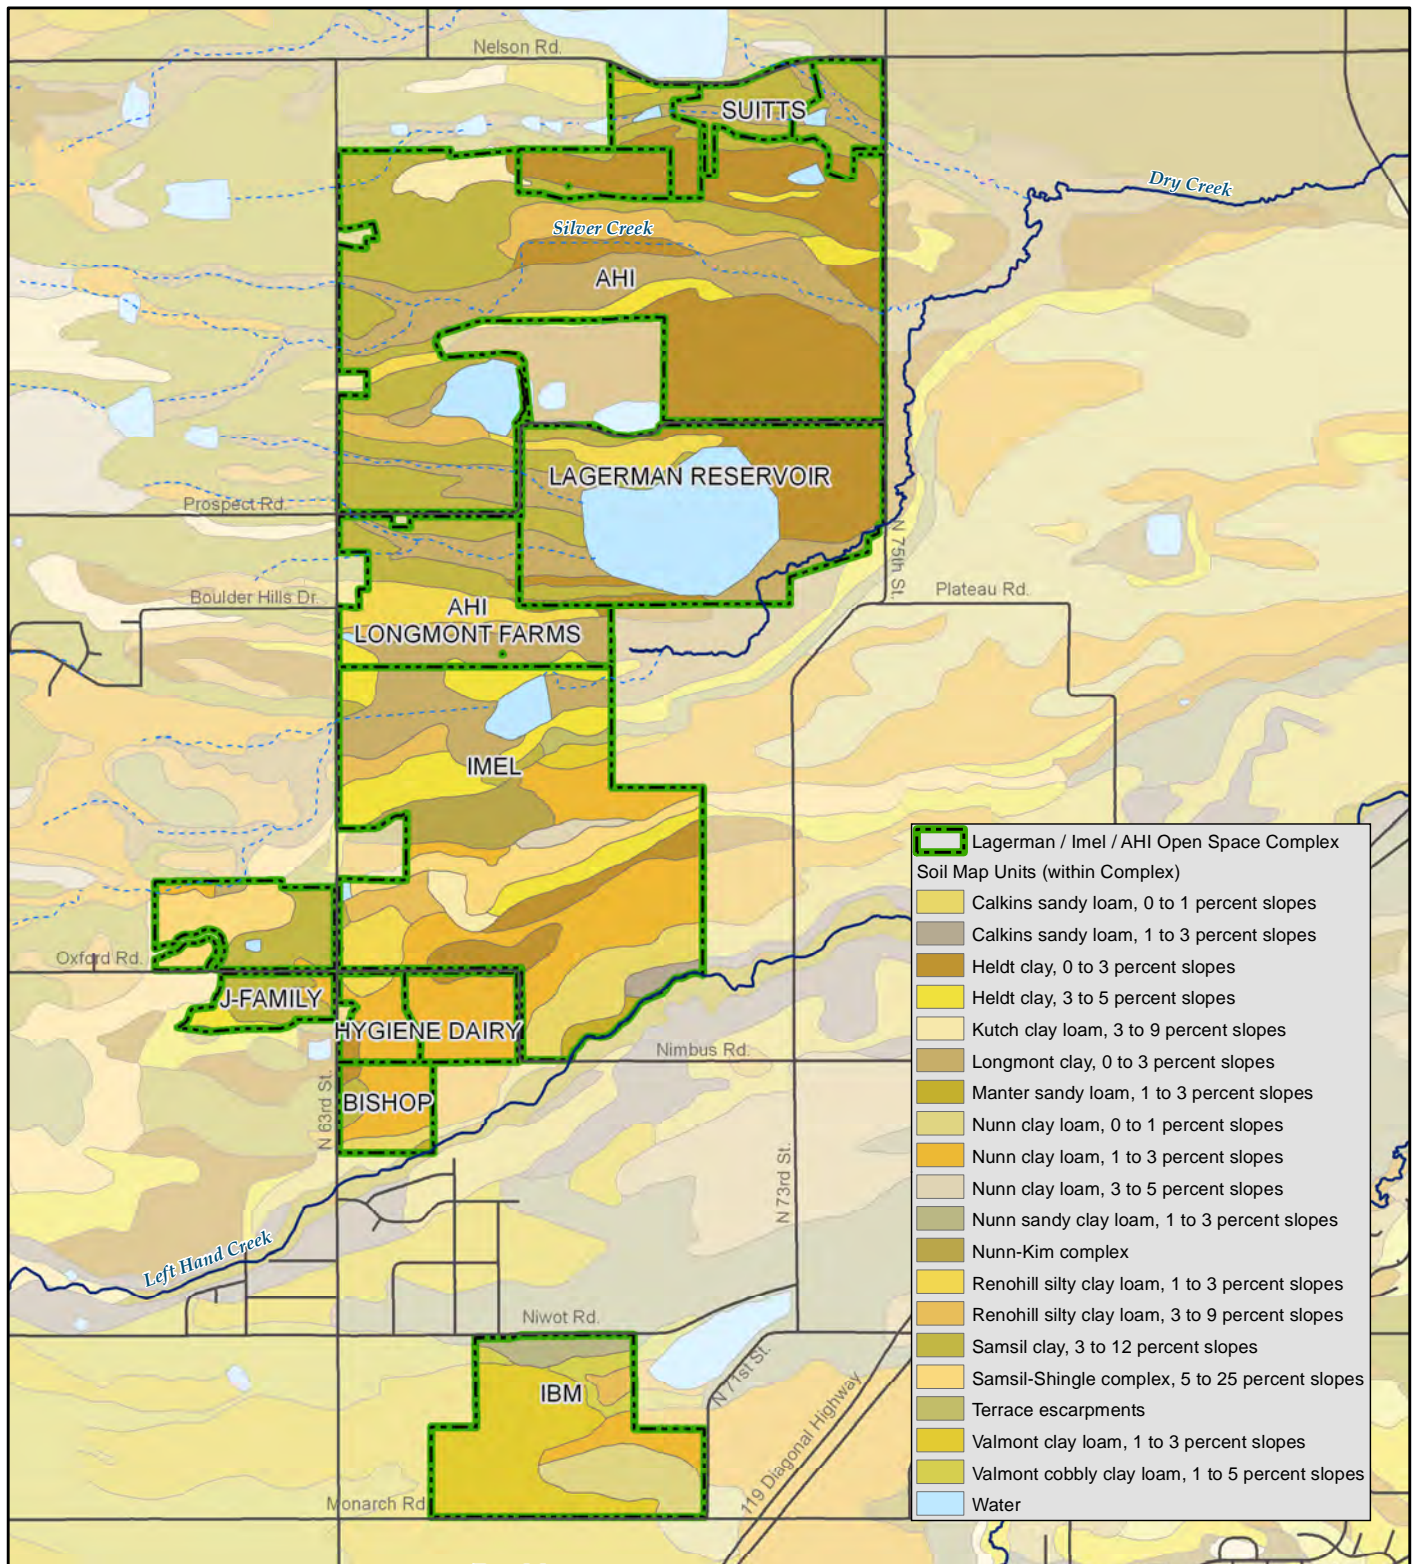 Nelson Rd.
SUITTS
Dry Creek
Silver Creek
AHI
LAGERMAN RESERVOIR
Prospect Rd.
N 75th St.
Boulder Hills Dr.
Plateau Rd.
AHI
LONGMONT FARMS
IMEL
Oxford Rd.
J-FAMILY
HYGIENE DAIRY
Nimbus Rd.
N 63rd St.
BISHOP
N 73rd St.
Left Hand Creek
Niwot Rd.
N 71st St.
IBM
119 Diagonal Highway
Monarch Rd.
Lagerman / Imel / AHI Open Space Complex
Soil Map Units (within Complex)
Calkins sandy loam, 0 to 1 percent slopes
Calkins sandy loam, 1 to 3 percent slopes
Heldt clay, 0 to 3 percent slopes
Heldt clay, 3 to 5 percent slopes
Kutch clay loam, 3 to 9 percent slopes
Longmont clay, 0 to 3 percent slopes
Manter sandy loam, 1 to 3 percent slopes
Nunn clay loam, 0 to 1 percent slopes
Nunn clay loam, 1 to 3 percent slopes
Nunn clay loam, 3 to 5 percent slopes
Nunn sandy clay loam, 1 to 3 percent slopes
Nunn-Kim complex
Renohill silty clay loam, 1 to 3 percent slopes
Renohill silty clay loam, 3 to 9 percent slopes
Samsil clay, 3 to 12 percent slopes
Samsil-Shingle complex, 5 to 25 percent slopes
Terrace escarpments
Valmont clay loam, 1 to 3 percent slopes
Valmont cobbly clay loam, 1 to 5 percent slopes
Water